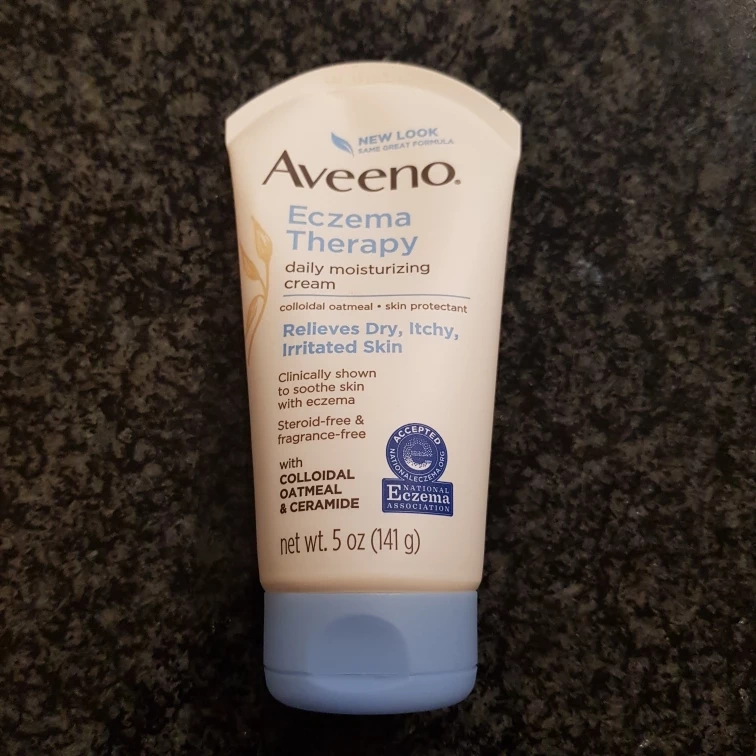 NEW LOOK
SAME GREAT FORMULA
Aveeno®
Eczema
Therapy
daily moisturizing
cream
colloidal oatmeal • skin protectant
Relieves Dry, Itchy,
Irritated Skin
Clinically shown
to soothe skin
with eczema
Steroid-free &
fragrance-free
with
COLLOIDAL
OATMEAL
& CERAMIDE
ACCEPTED
NATIONALECZEMA.ORG
NATIONAL
Eczema
ASSOCIATION
net wt. 5 oz (141 g)